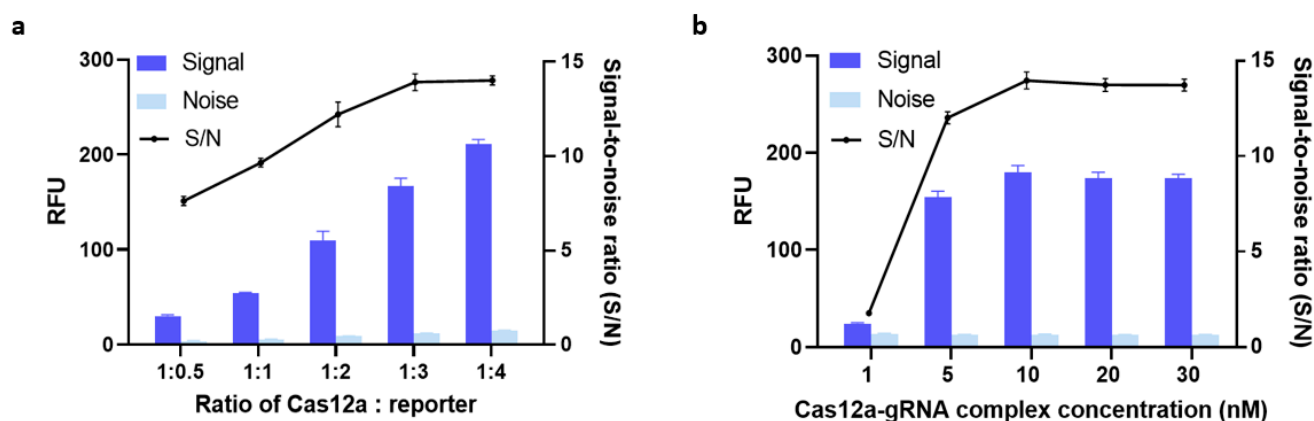 a
300
200
100
0
RFU
Signal
Noise
S/N
15
10
5
0
Signal-to-noise ratio (S/N)
1:0.5 1:1 1:2 1:3 1:4
Ratio of Cas12a : reporter
b
300
200
100
0
RFU
Signal
Noise
S/N
15
10
5
0
Signal-to-noise ratio (S/N)
1 5 10 20 30
Cas12a-gRNA complex concentration (nM)